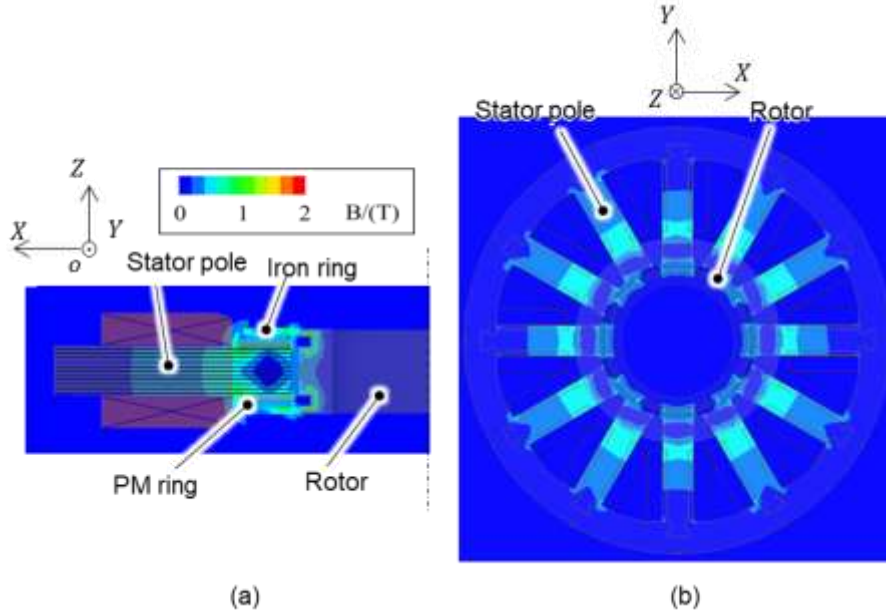 Y
X
Z
Stator pole
Rotor
Z
X
Y
o
0 1 2 B/(T)
Stator pole
Iron ring
PM ring
Rotor
(a)
(b)